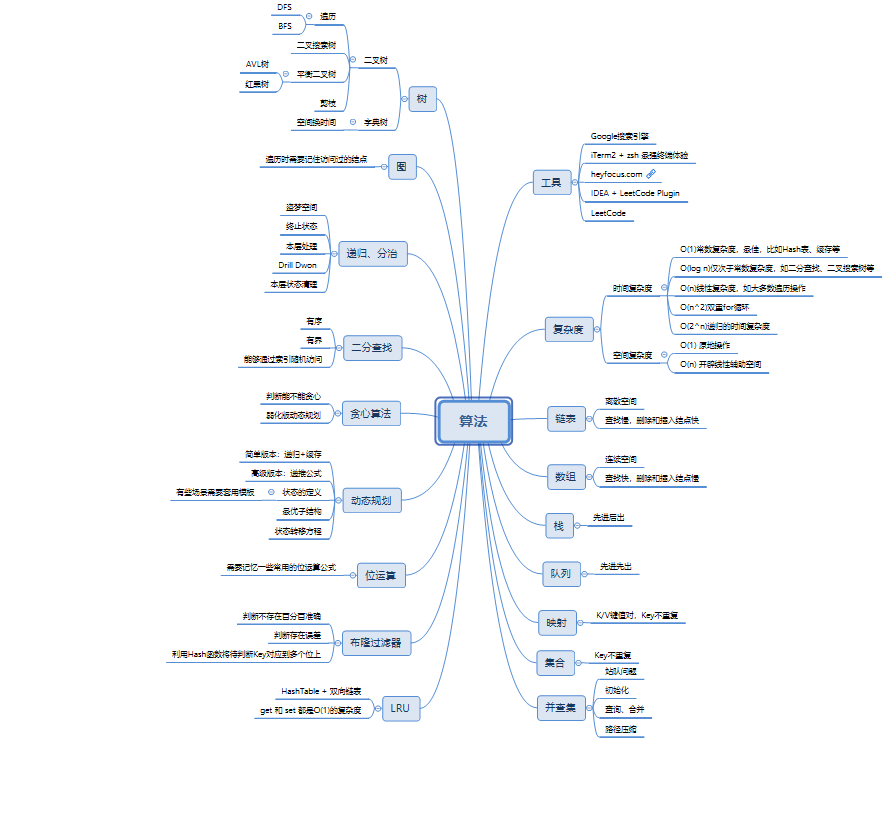 算法
树
二叉树
遍历
DFS
BFS
二叉搜索树
平衡二叉树
AVL树
红黑树
剪枝
字典树
空间换时间
图
遍历时需要记住访问过的结点
递归、分治
盗梦空间
终止状态
本层处理
Drill Dwon
本层状态清理
二分查找
有序
有界
能够通过索引随机访问
贪心算法
判断能不能贪心
弱化版动态规划
动态规划
简单版本：递归+缓存
高级版本：递推公式
状态的定义
有些场景需要套用模板
最优子结构
状态转移方程
位运算
需要记忆一些常用的位运算公式
布隆过滤器
判断不存在百分百准确
判断存在误差
利用Hash函数将待判断Key对应到多个位上
LRU
HashTable + 双向链表
get 和 set 都是O(1)的复杂度
工具
Google搜索引擎
iTerm2 + zsh 最强终端体验
heyfocus.com
IDEA + LeetCode Plugin
LeetCode
复杂度
时间复杂度
O(1)常数复杂度，最佳，比如Hash表、缓存等
O(log n)仅次于常数复杂度，如二分查找、二叉搜索树等
O(n)线性复杂度，如大多数遍历操作
O(n^2)双重for循环
O(2^n)递归的时间复杂度
空间复杂度
O(1) 原地操作
O(n) 开辟线性辅助空间
链表
离散空间
查找慢，删除和插入结点快
数组
连续空间
查找快，删除和插入结点慢
栈
先进后出
队列
先进先出
映射
K/V键值对，Key不重复
集合
Key不重复
并查集
站队问题
初始化
查询、合并
路径压缩